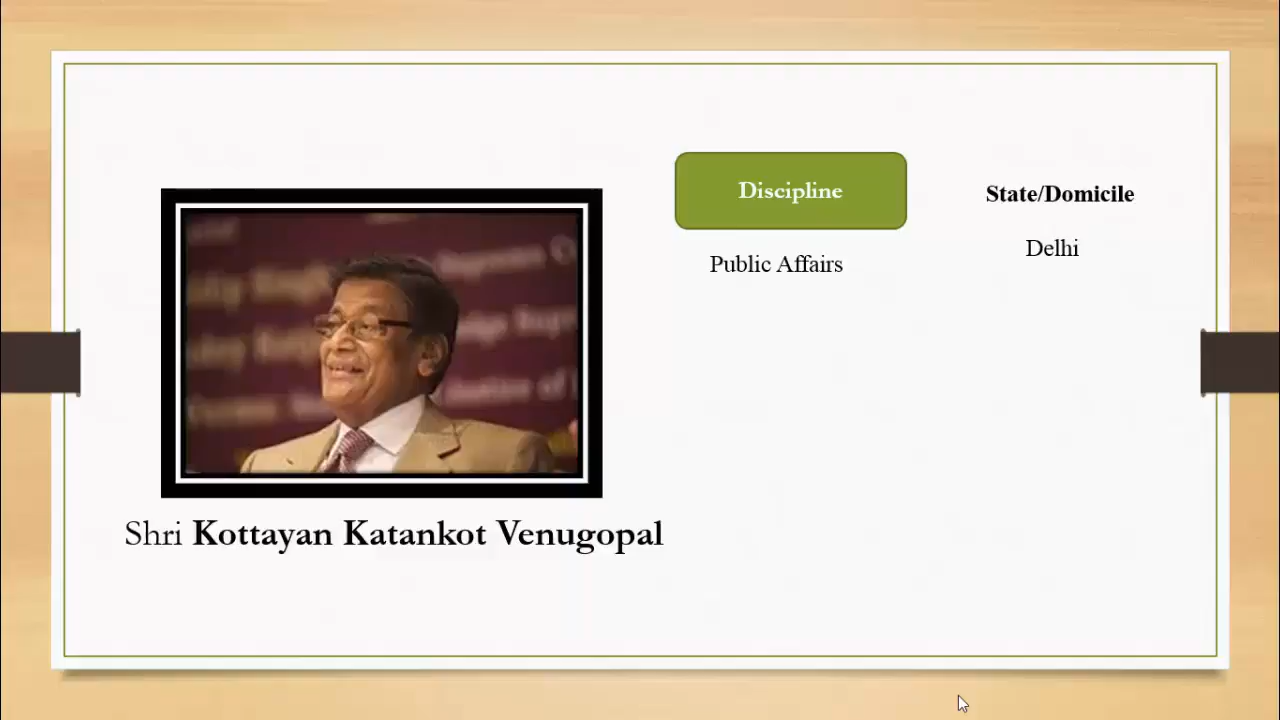 Discipline
State/Domicile
Public Affairs
Delhi
Shri Kottayan Katankot Venugopal